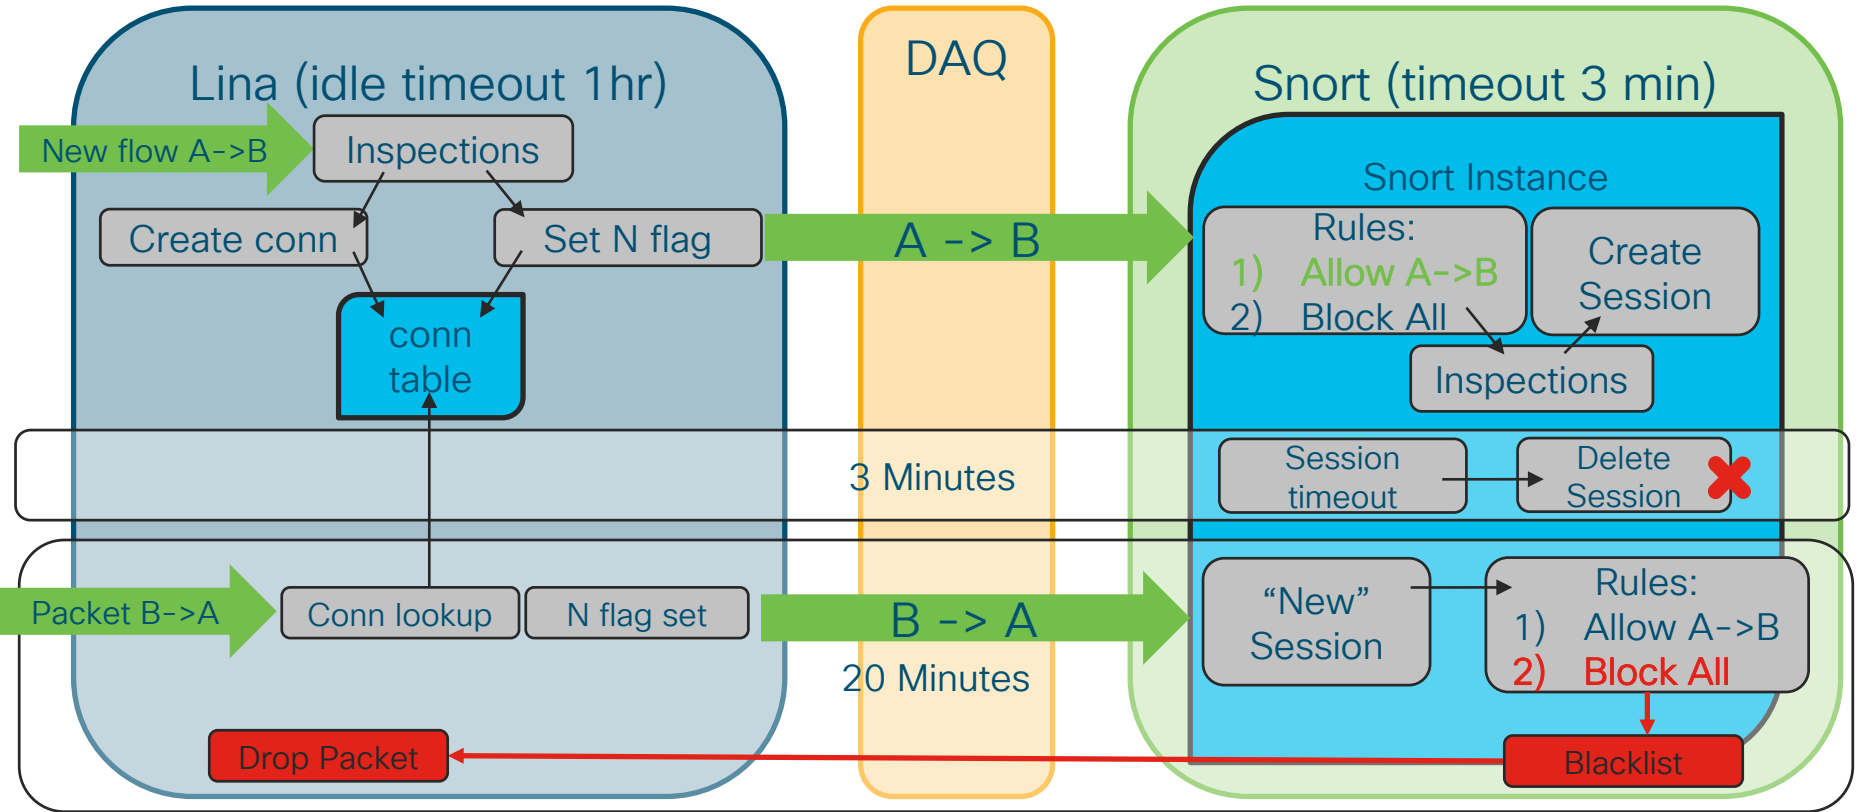 Lina (idle timeout 1hr)
DAQ
Snort (timeout 3 min)
New flow A->B
Inspections
Create conn
Set N flag
conn
table
A -> B
Snort Instance
Rules:
1) Allow A->B
2) Block All
Create
Session
Inspections
3 Minutes
Session
timeout
Delete
Session
Packet B->A
Conn lookup
N flag set
B -> A
20 Minutes
“New”
Session
Rules:
1) Allow A->B
2) Block All
Drop Packet
Blacklist